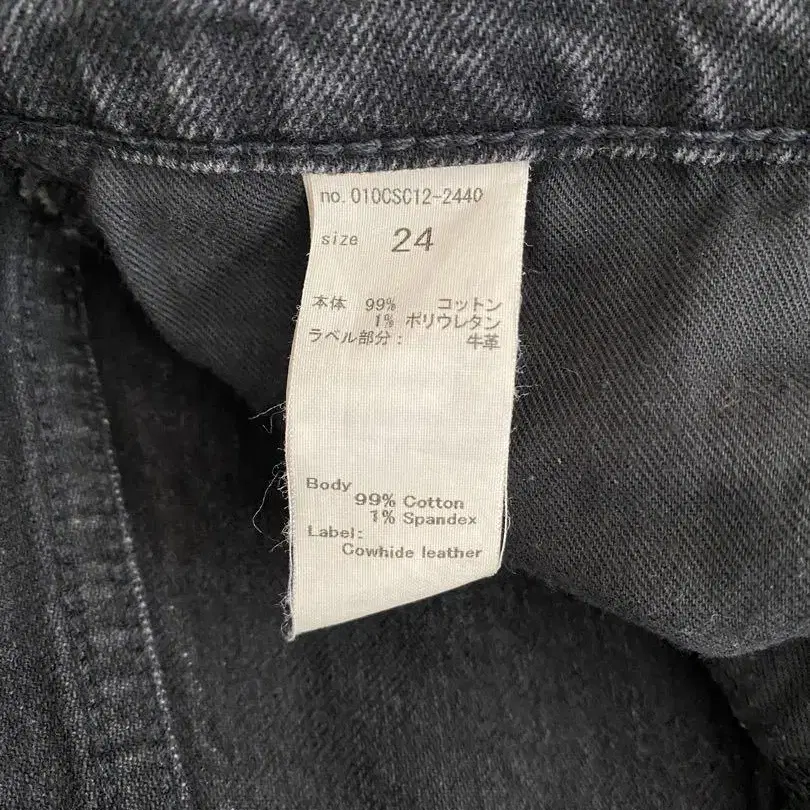 no. 010CSC12-2440
size 24
本体 99% コットン
1% ポリウレタン
ラベル部分： 牛革
Body
99% Cotton
1% Spandex
Label:
Cowhide leather